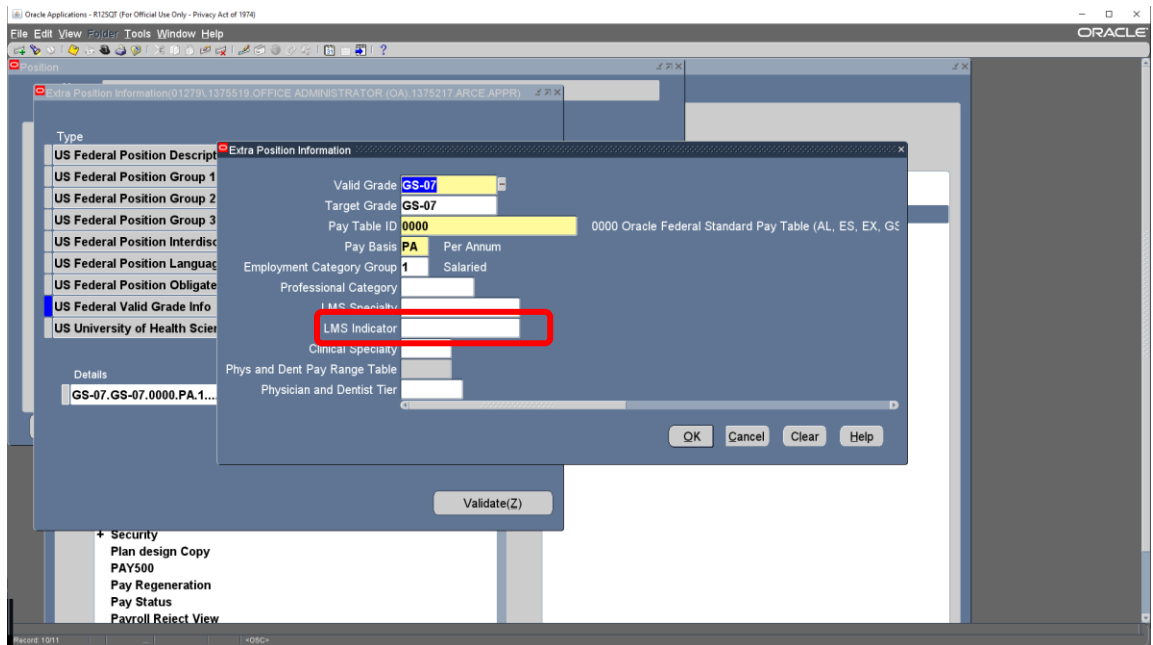 Oracle Applications - R12SQT (For Official Use Only - Privacy Act of 1974)
File Edit View Folder Tools Window Help
ORACLE
Position
Extra Position Information(01279\.1375519.OFFICE ADMINISTRATOR (OA).1375217.ARCE.APPR)
Type
US Federal Position Descript
US Federal Position Group 1
US Federal Position Group 2
US Federal Position Group 3
US Federal Position Interdisc
US Federal Position Languag
US Federal Position Obligate
US Federal Valid Grade Info
US University of Health Scier
Details
GS-07.GS-07.0000.PA.1....
Validate(Z)
Extra Position Information
Valid Grade GS-07
Target Grade GS-07
Pay Table ID 0000 0000 Oracle Federal Standard Pay Table (AL, ES, EX, GS
Pay Basis PA Per Annum
Employment Category Group 1 Salaried
Professional Category
LMS Specialty
LMS Indicator
Clinical Specialty
Phys and Dent Pay Range Table
Physician and Dentist Tier
OK Cancel Clear Help
+ Security
Plan design Copy
PAY500
Pay Regeneration
Pay Status
Payroll Reject View
Record: 10/11 ... <OSC>